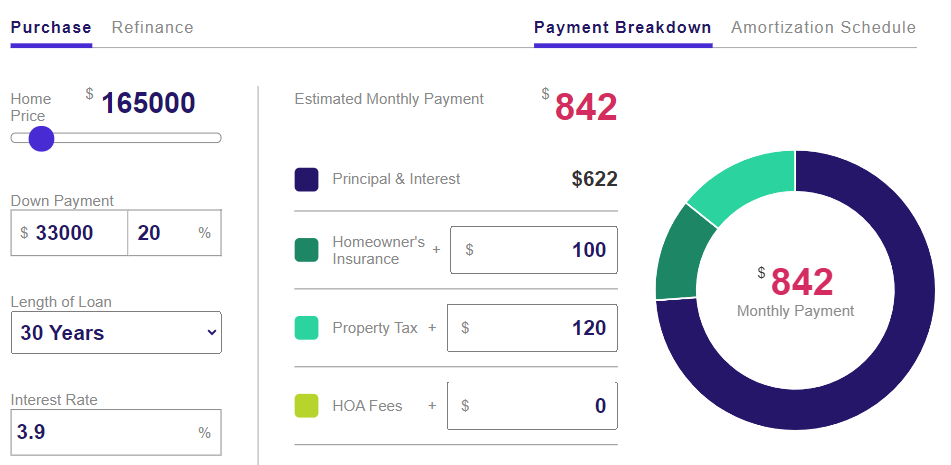 Purchase Refinance
Payment Breakdown Amortization Schedule
Home
Price
$ 165000
Down Payment
$ 33000 20 %
Length of Loan
30 Years
Interest Rate
3.9 %
Estimated Monthly Payment $ 842
Principal & Interest $622
Homeowner's
Insurance + $ 100
Property Tax + $ 120
HOA Fees + $ 0
$ 842
Monthly Payment